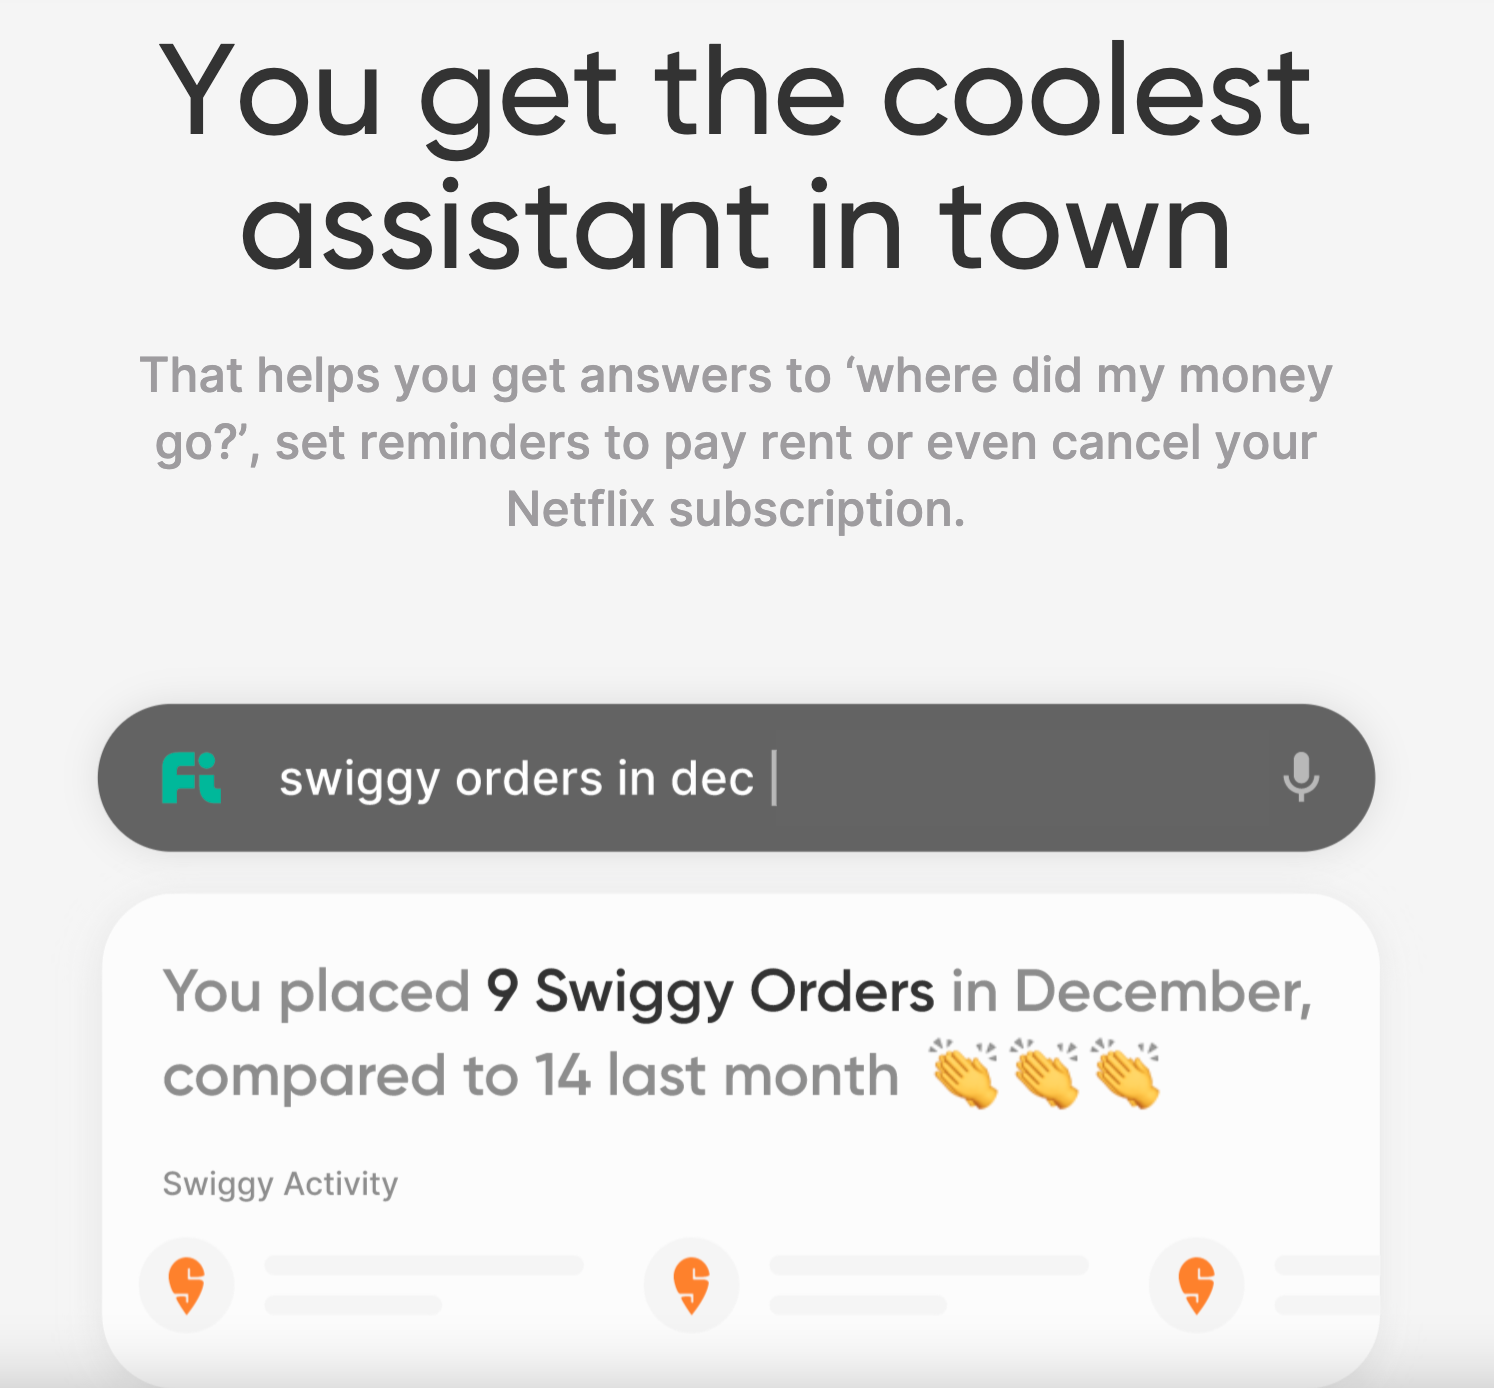 You get the coolest
assistant in town
That helps you get answers to ‘where did my money
go?’, set reminders to pay rent or even cancel your
Netflix subscription.
Fi swiggy orders in dec
You placed 9 Swiggy Orders in December,
compared to 14 last month 👏👏👏
Swiggy Activity